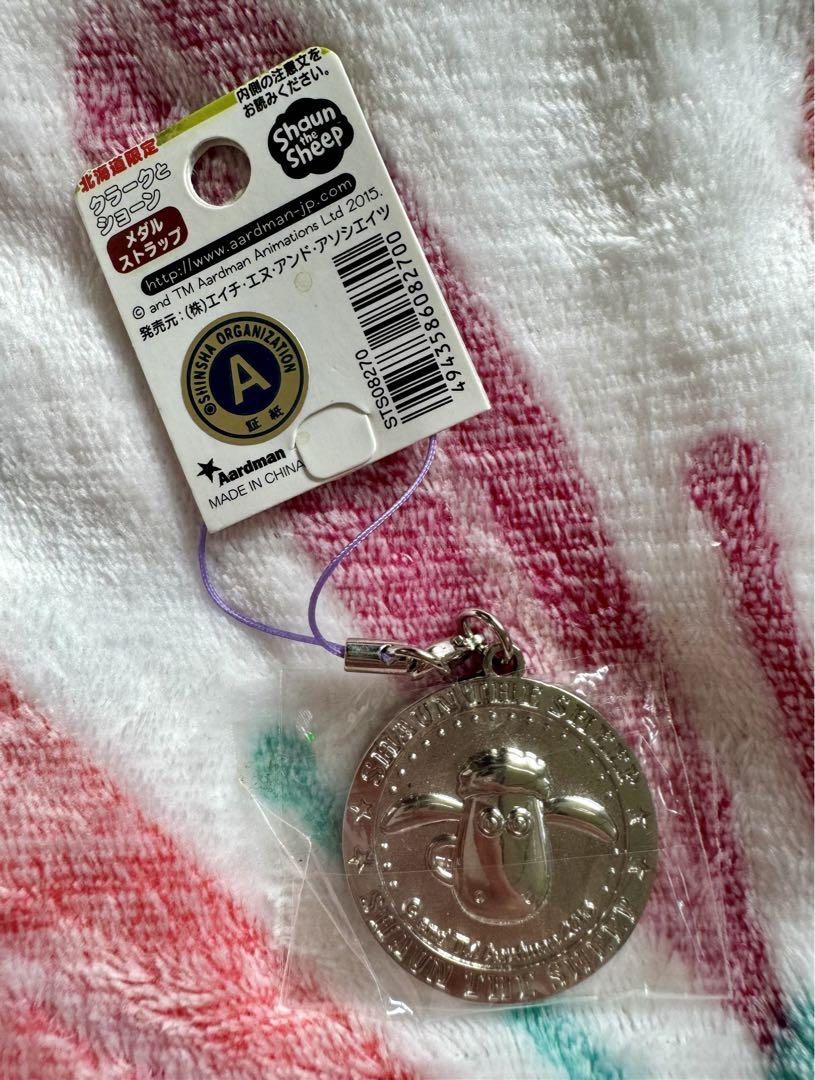 内側の注意文を
お読みください。
Shaun
the
Sheep
北海道限定
クラークと
ショーン
メダル
ストラップ
http://www.aardman-jp.com
© and TM Aardman Animations Ltd 2015.
発売元:(株)エイチ・エヌ・アンド・アソシエイツ
©SHINSHA ORGANIZATION
A
証紙
STS08270
4943586082700
Aardman
MADE IN CHINA
SHAUN THE SHEEP
© and TM Aardman
SHAUN THE SHEEP